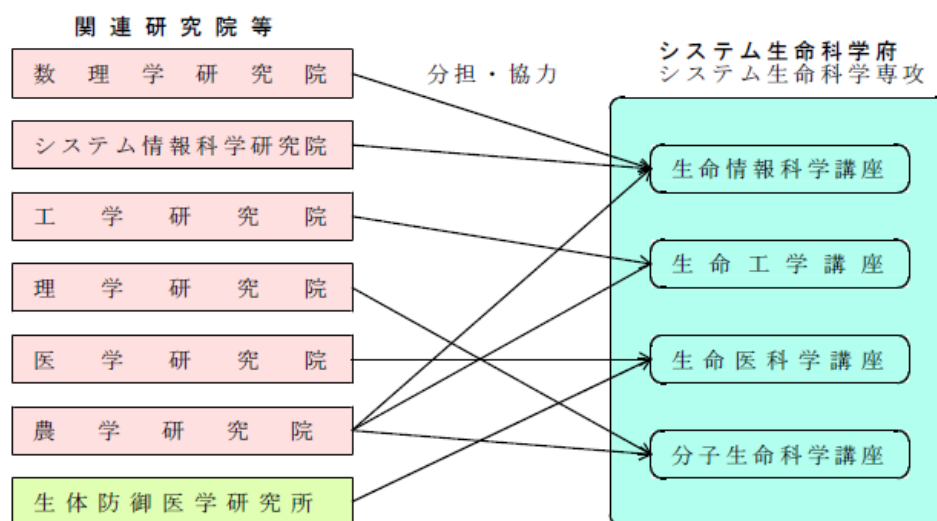 関連研究院等
数理学研究院
システム情報科学研究院
工学研究院
理学研究院
医学研究院
農学研究院
生体防御医学研究所
分担・協力
システム生命科学府
システム生命科学専攻
生命情報科学講座
生命工学講座
生命医科学講座
分子生命科学講座